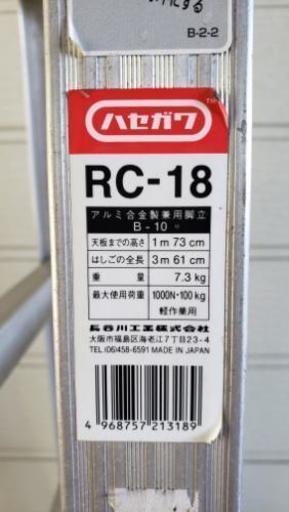 にする
B-2-2
ハセガワ
TM
RC-18
アルミ合金製兼用脚立
B-10
天板までの高さ 1m 73cm
はしごの全長 3m 61cm
重量 7.3kg
最大使用荷重 1000N・100kg
軽作業用
長谷川工業株式会社
大阪市福島区海老江7丁目23-4
TEL (06)458-6591 MADE IN JAPAN
4 968757 213189